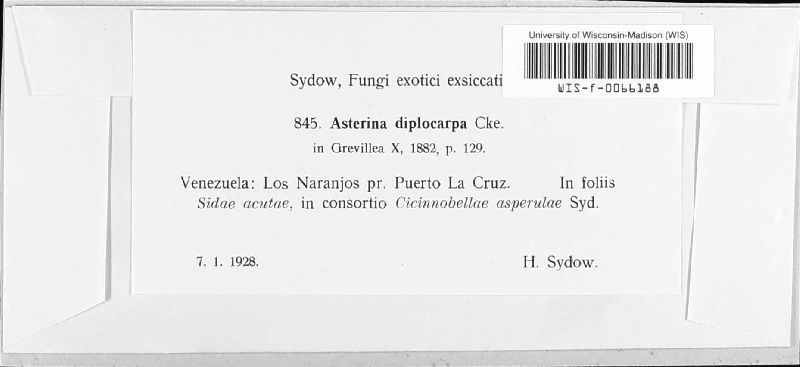 University of Wisconsin-Madison (WIS)
WIS-f-0066188
Sydow, Fungi exotici exsiccati
845. Asterina diplocarpa Cke.
in Grevillea X, 1882, p. 129.
Venezuela: Los Naranjos pr. Puerto La Cruz. In foliis
Sidae acutae, in consortio Cicinnobellae asperulae Syd.
7. 1. 1928. H. Sydow.